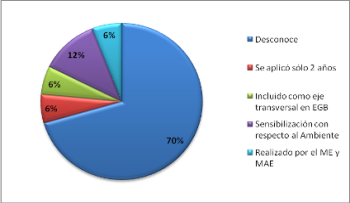 6%
12%
6%
6%
70%
Desconoce
Se aplicó sólo 2 años
Incluido como eje
transversal en EGB
Sensibilización con
respecto al Ambiente
Realizado por el ME y
MAE